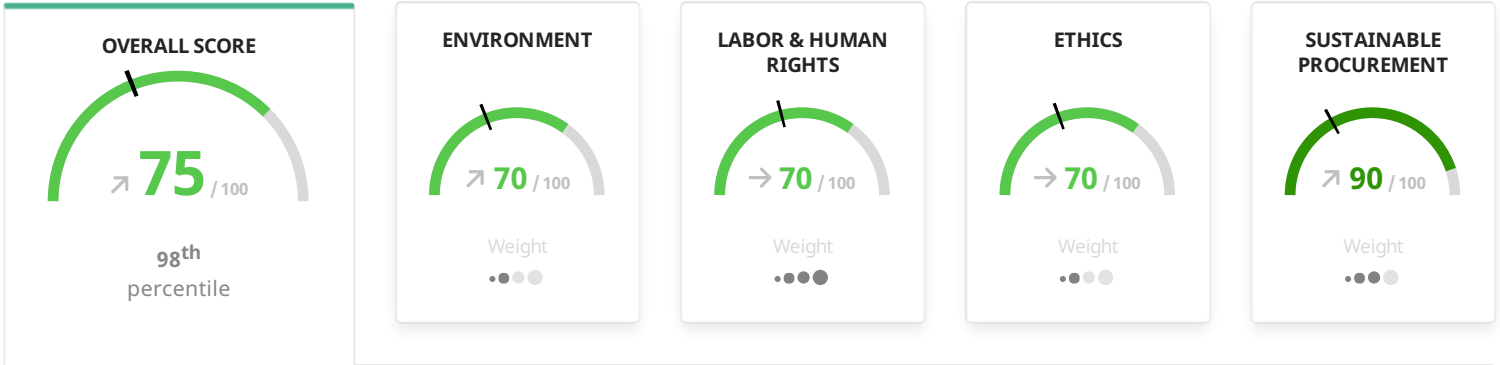 OVERALL SCORE
75 / 100
98th
percentile
ENVIRONMENT
70 / 100
Weight
LABOR & HUMAN
RIGHTS
70 / 100
Weight
ETHICS
70 / 100
Weight
SUSTAINABLE
PROCUREMENT
90 / 100
Weight